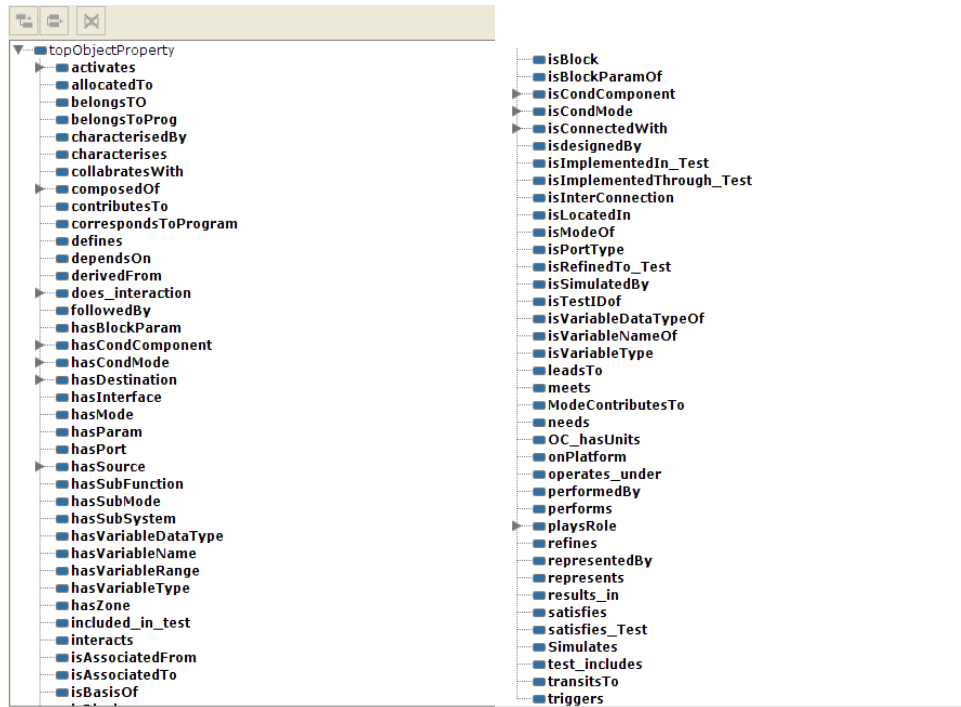 topObjectProperty
activates
allocatedTo
belongsTO
belongsToProg
characterisedBy
characterises
collabratesWith
composedOf
contributesTo
correspondsToProgram
defines
dependsOn
derivedFrom
does_interaction
followedBy
hasBlockParam
hasCondComponent
hasCondMode
hasDestination
hasInterface
hasMode
hasParam
hasPort
hasSource
hasSubFunction
hasSubMode
hasSubSystem
hasVariableDataType
hasVariableName
hasVariableRange
hasVariableType
hasZone
included_in_test
interacts
isAssociatedFrom
isAssociatedTo
isBasisOf
isBlock
isBlockParamOf
isCondComponent
isCondMode
isConnectedWith
isdesignedBy
isImplementedIn_Test
isImplementedThrough_Test
isInterConnection
isLocatedIn
isModeOf
isPortType
isRefinedTo_Test
isSimulatedBy
isTestIDof
isVariableDataTypeOf
isVariableNameOf
isVariableType
leadsTo
meets
ModeContributesTo
needs
OC_hasUnits
onPlatform
operates_under
performedBy
performs
playsRole
refines
representedBy
represents
results_in
satisfies
satisfies_Test
Simulates
test_includes
transitsTo
triggers